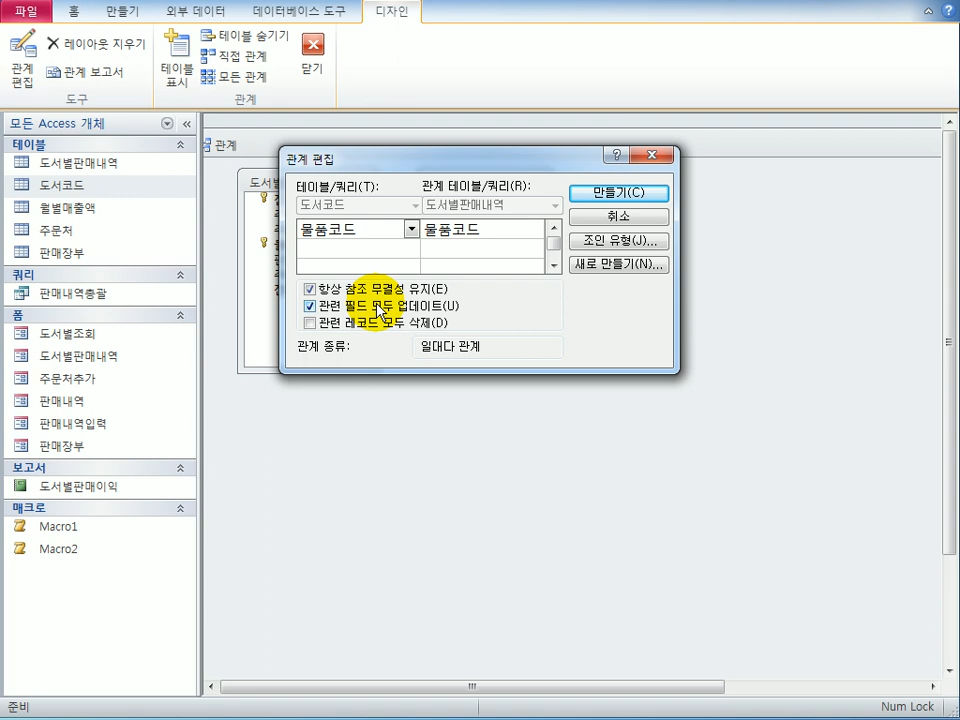 파일 홈 만들기 외부 데이터 데이터베이스 도구 디자인
관계 편집
레이아웃 지우기
관계 보고서
도구
테이블 표시
테이블 숨기기
직접 관계
모든 관계
관계
닫기
모든 Access 개체
테이블
도서별판매내역
도서코드
월별매출액
주문처
판매장부
쿼리
판매내역총괄
폼
도서별조회
도서별판매내역
주문처추가
판매내역
판매내역입력
판매장부
보고서
도서별판매이익
매크로
Macro1
Macro2
관계
관계 편집
테이블/쿼리(T): 관계 테이블/쿼리(R):
도서코드 도서별판매내역
물품코드 물품코드
항상 참조 무결성 유지(E)
관련 필드 모두 업데이트(U)
관련 레코드 모두 삭제(D)
관계 종류: 일대다 관계
만들기(C)
취소
조인 유형(J)...
새로 만들기(N)...
준비
Num Lock